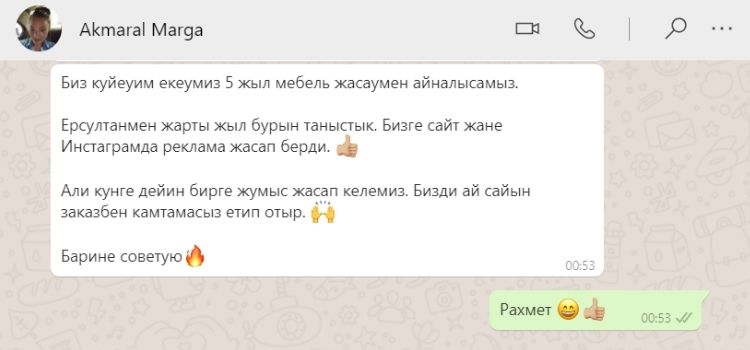 Akmaral Marga
Биз куйеуим екеумиз 5 жыл мебель жасаумен айналысамыз.
Ерсултанмен жарты жыл бурын таныстык. Бизге сайт жане
Инстаграмда реклама жасап берди. 👍🏼
Али кунге дейин бирге жумыс жасап келемиз. Бизди ай сайын
заказбен камтамасыз етип отыр. 🙌
Барине советую🔥
00:53
Рахмет 😄👍🏼
00:53